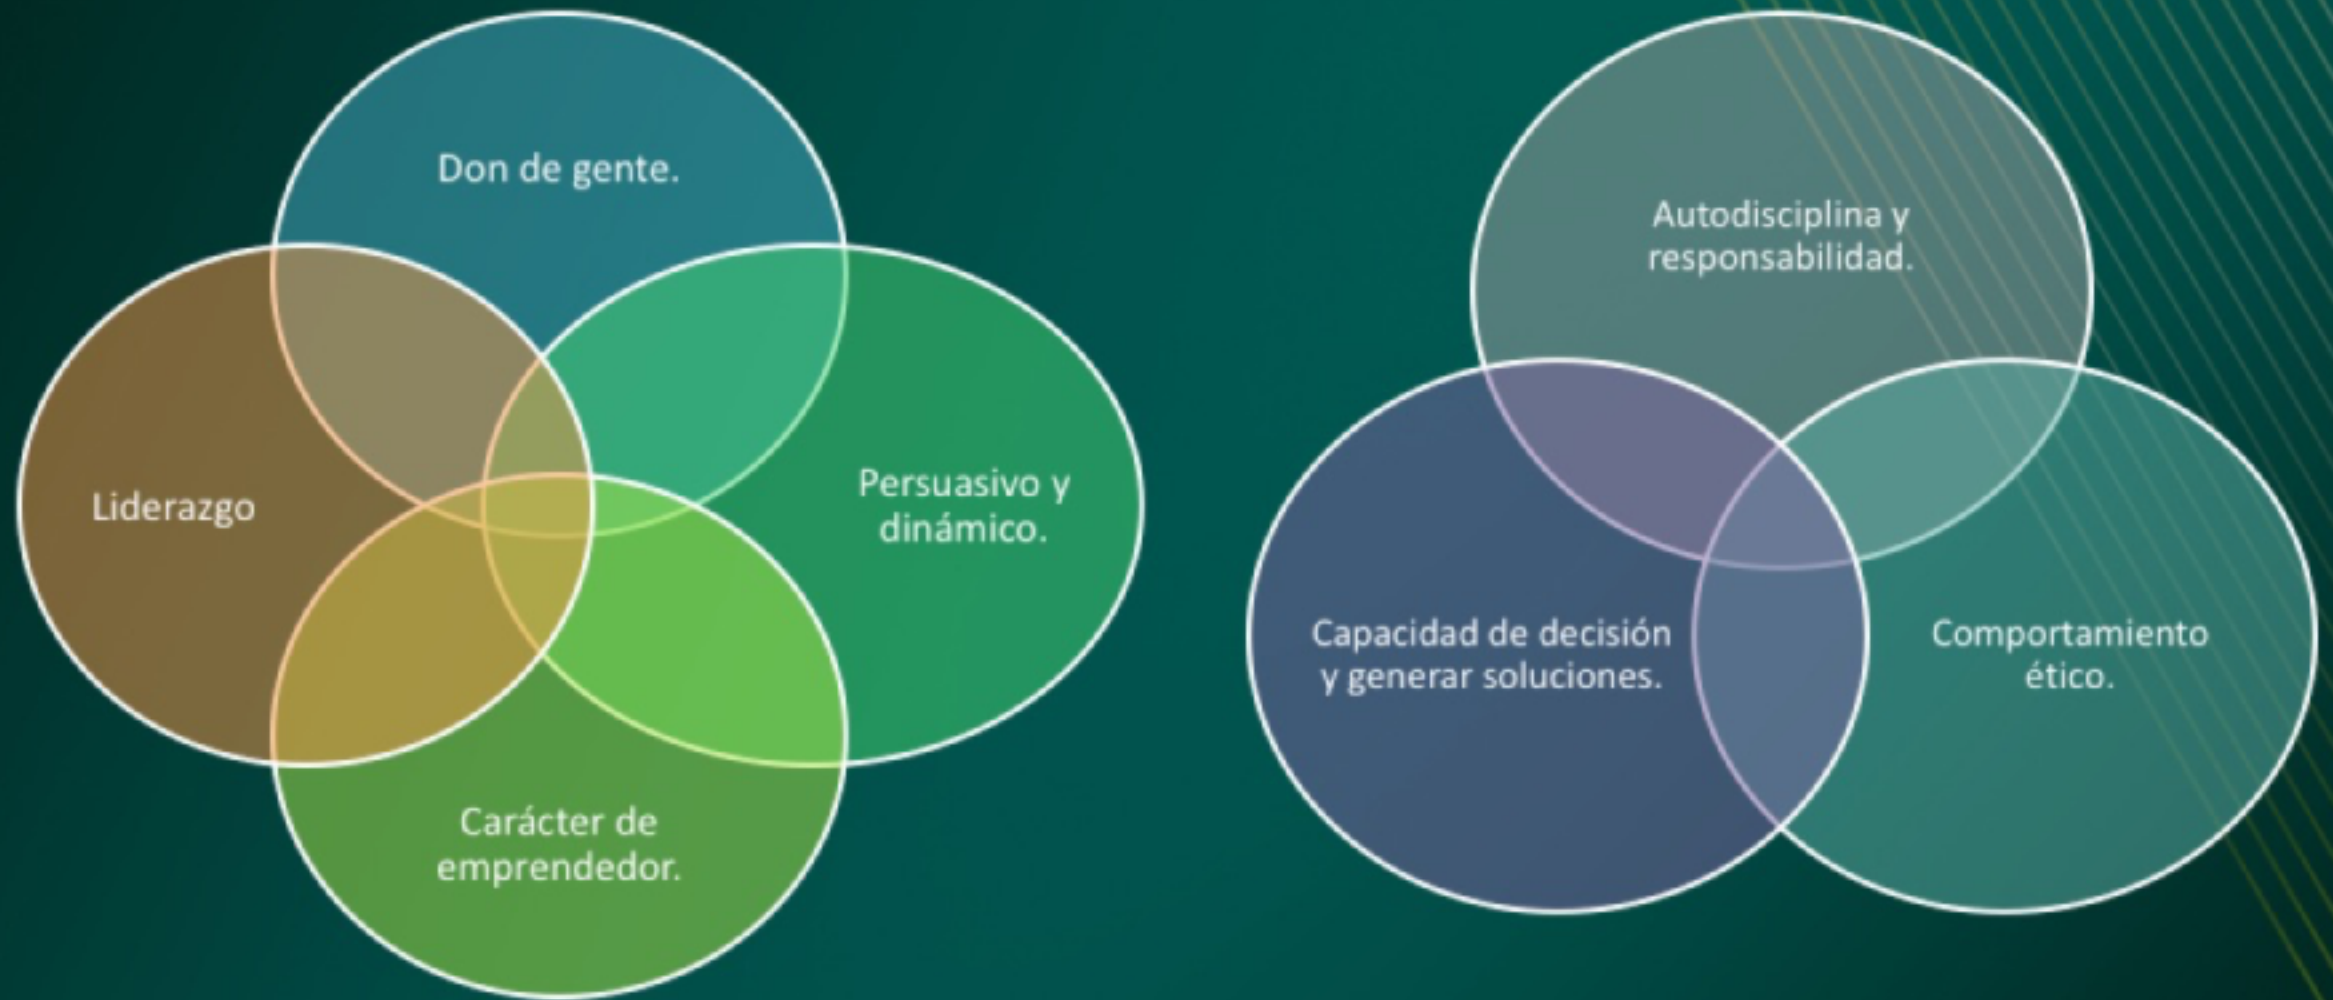 Don de gente.
Liderazgo
Persuasivo y
dinámico.
Carácter de
emprendedor.
Autodisciplina y
responsabilidad.
Capacidad de decisión
y generar soluciones.
Comportamiento
ético.